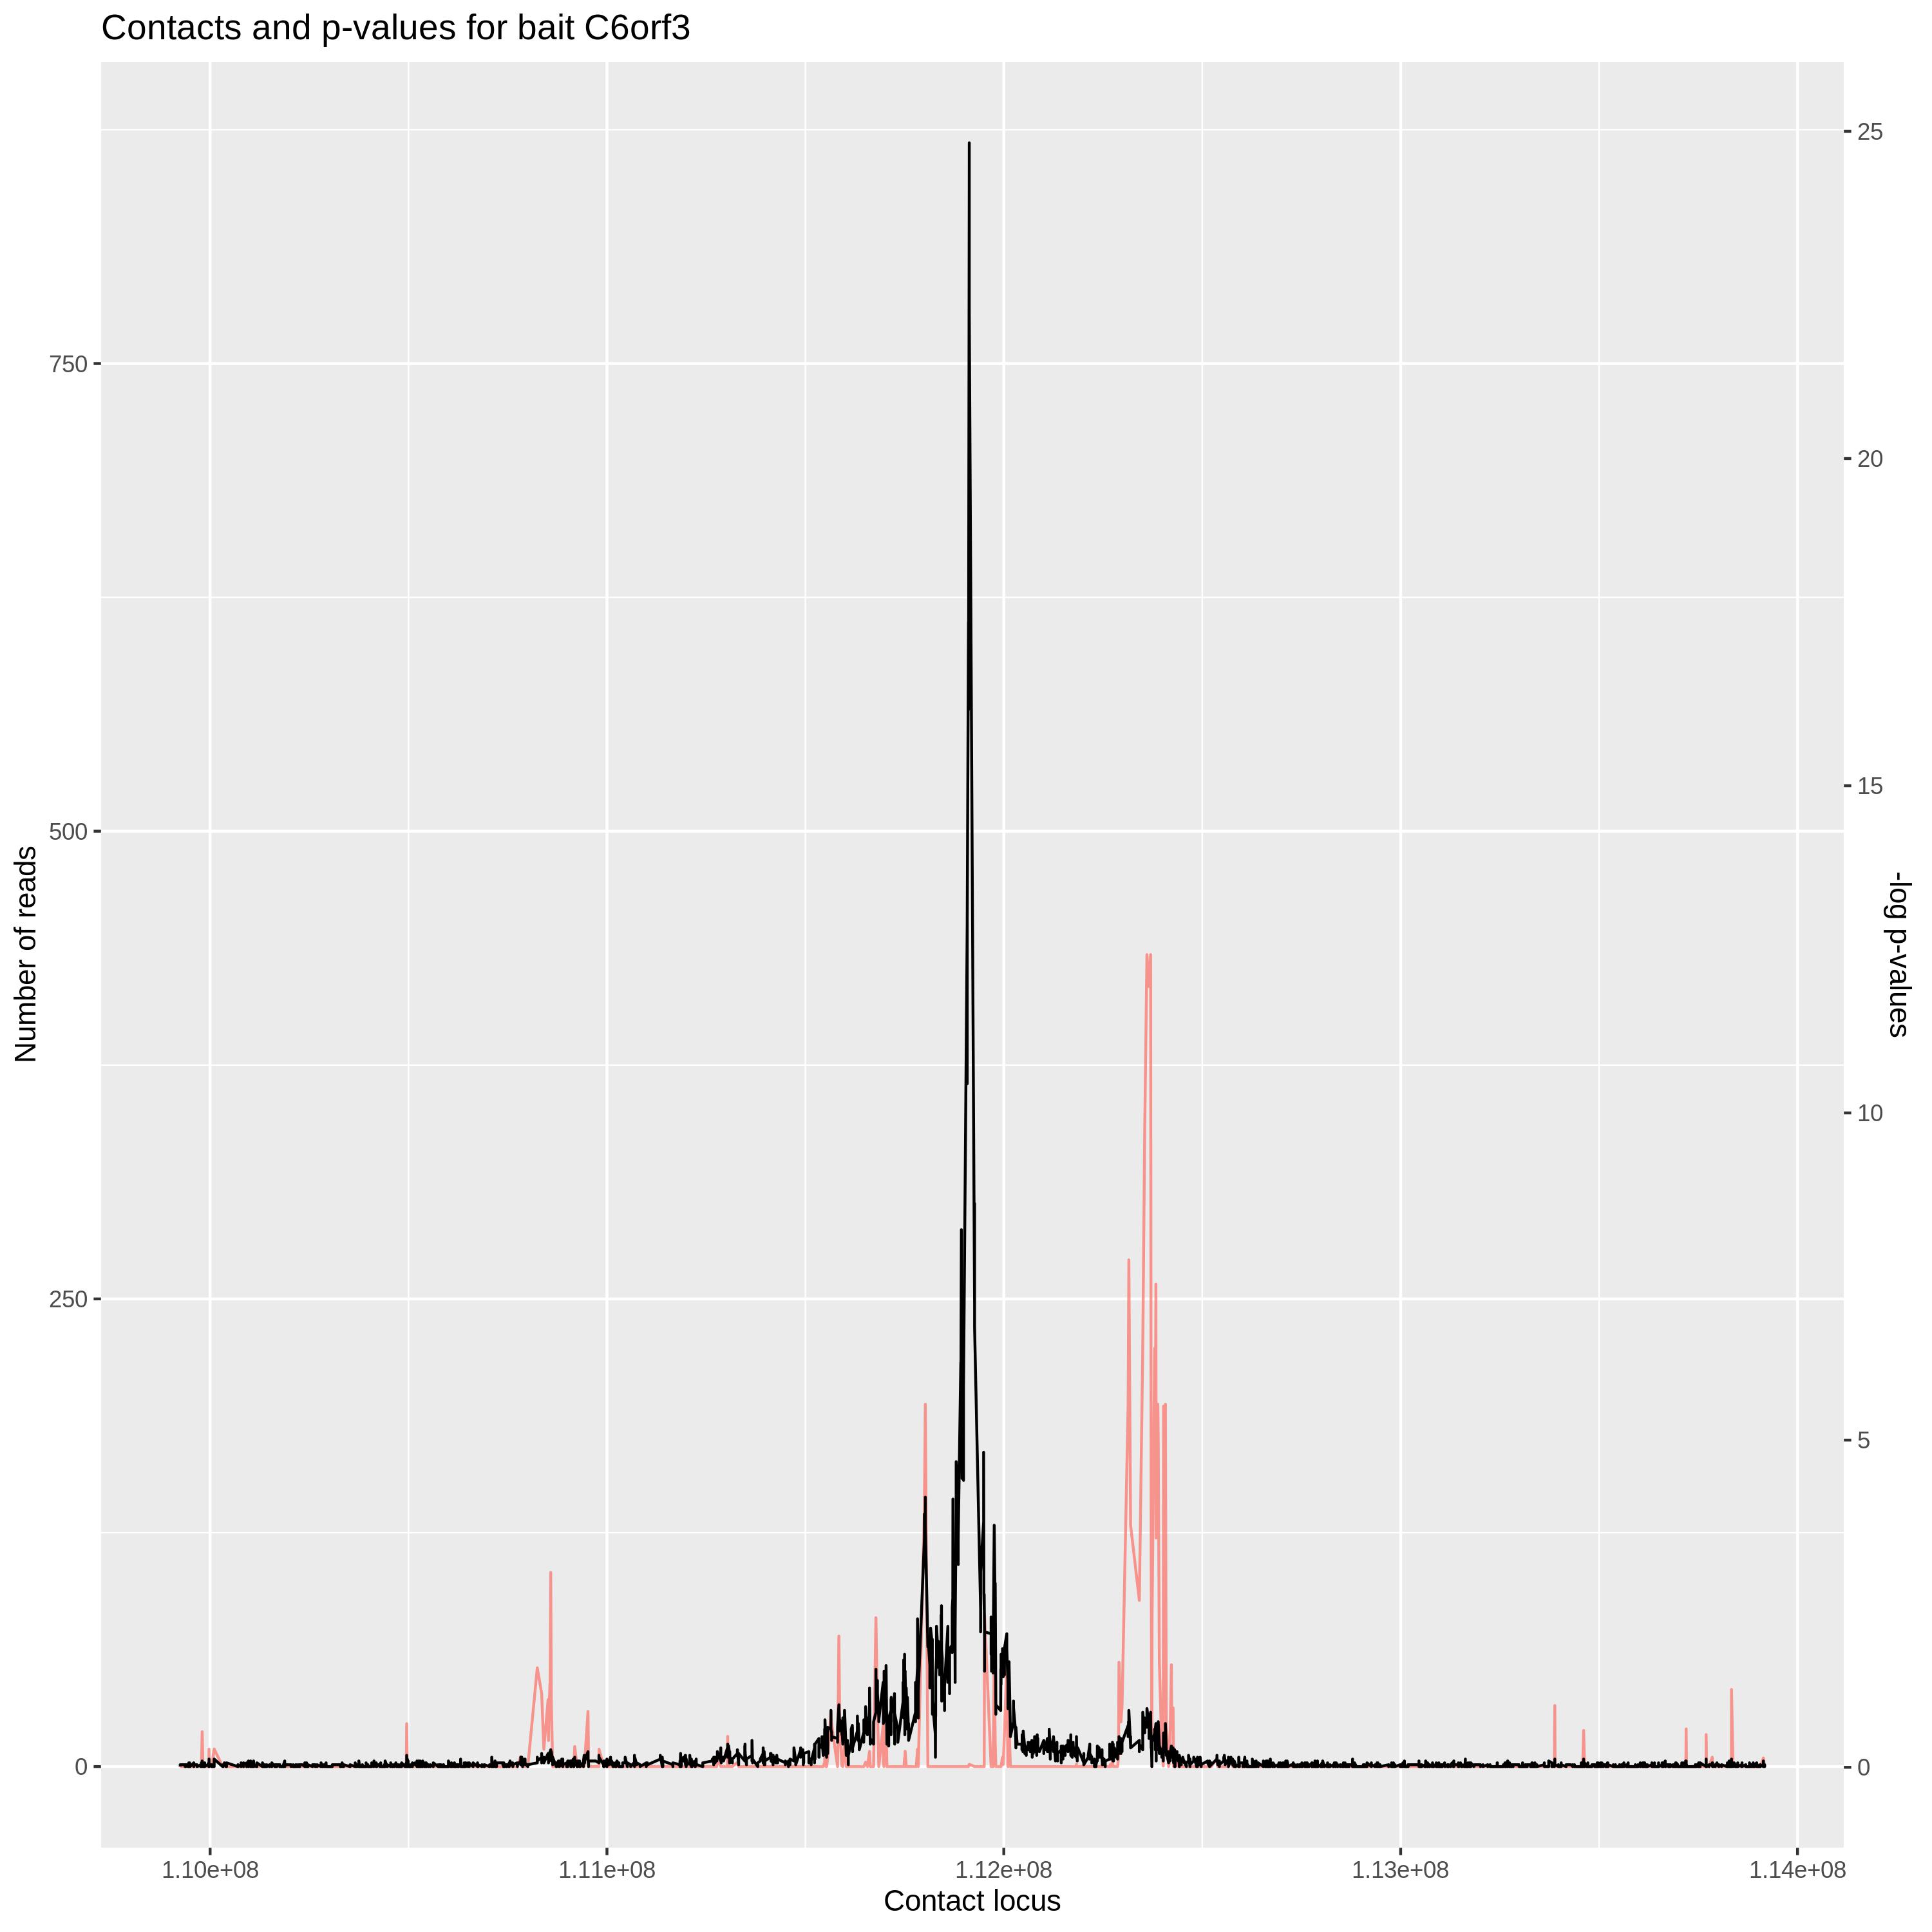 Contacts and p-values for bait C6orf3
25
20
15
10
5
0
750
500
250
0
Number of reads
-log p-values
1.10e+08
1.11e+08
1.12e+08
1.13e+08
1.14e+08
Contact locus